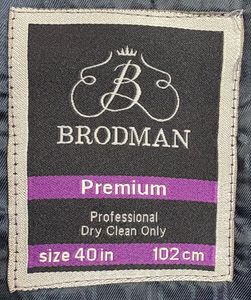 B
BRODMAN
Premium
Professional
Dry Clean Only
size 40 in 102 cm